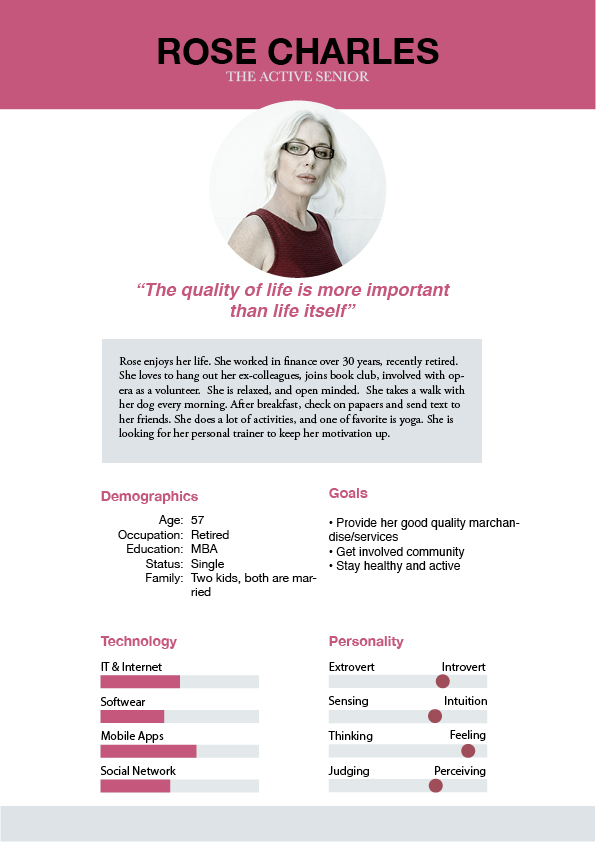 ROSE CHARLES
THE ACTIVE SENIOR
“The quality of life is more important
than life itself”
Rose enjoys her life. She worked in finance over 30 years, recently retired.
She loves to hang out her ex-colleagues, joins book club, involved with op-
era as a volunteer.  She is relaxed, and open minded.  She takes a walk with
her dog every morning. After breakfast, check on papaers and send text to
her friends. She does a lot of activities, and one of favorite is yoga. She is
looking for her personal trainer to keep her motivation up.
Demographics
Age: 57
Occupation: Retired
Education: MBA
Status: Single
Family: Two kids, both are mar-
ried
Goals
• Provide her good quality marchan-
dise/services
• Get involved community
• Stay healthy and active
Technology
IT & Internet
Softwear
Mobile Apps
Social Network
Personality
Extrovert Introvert
Sensing Intuition
Thinking Feeling
Judging Perceiving